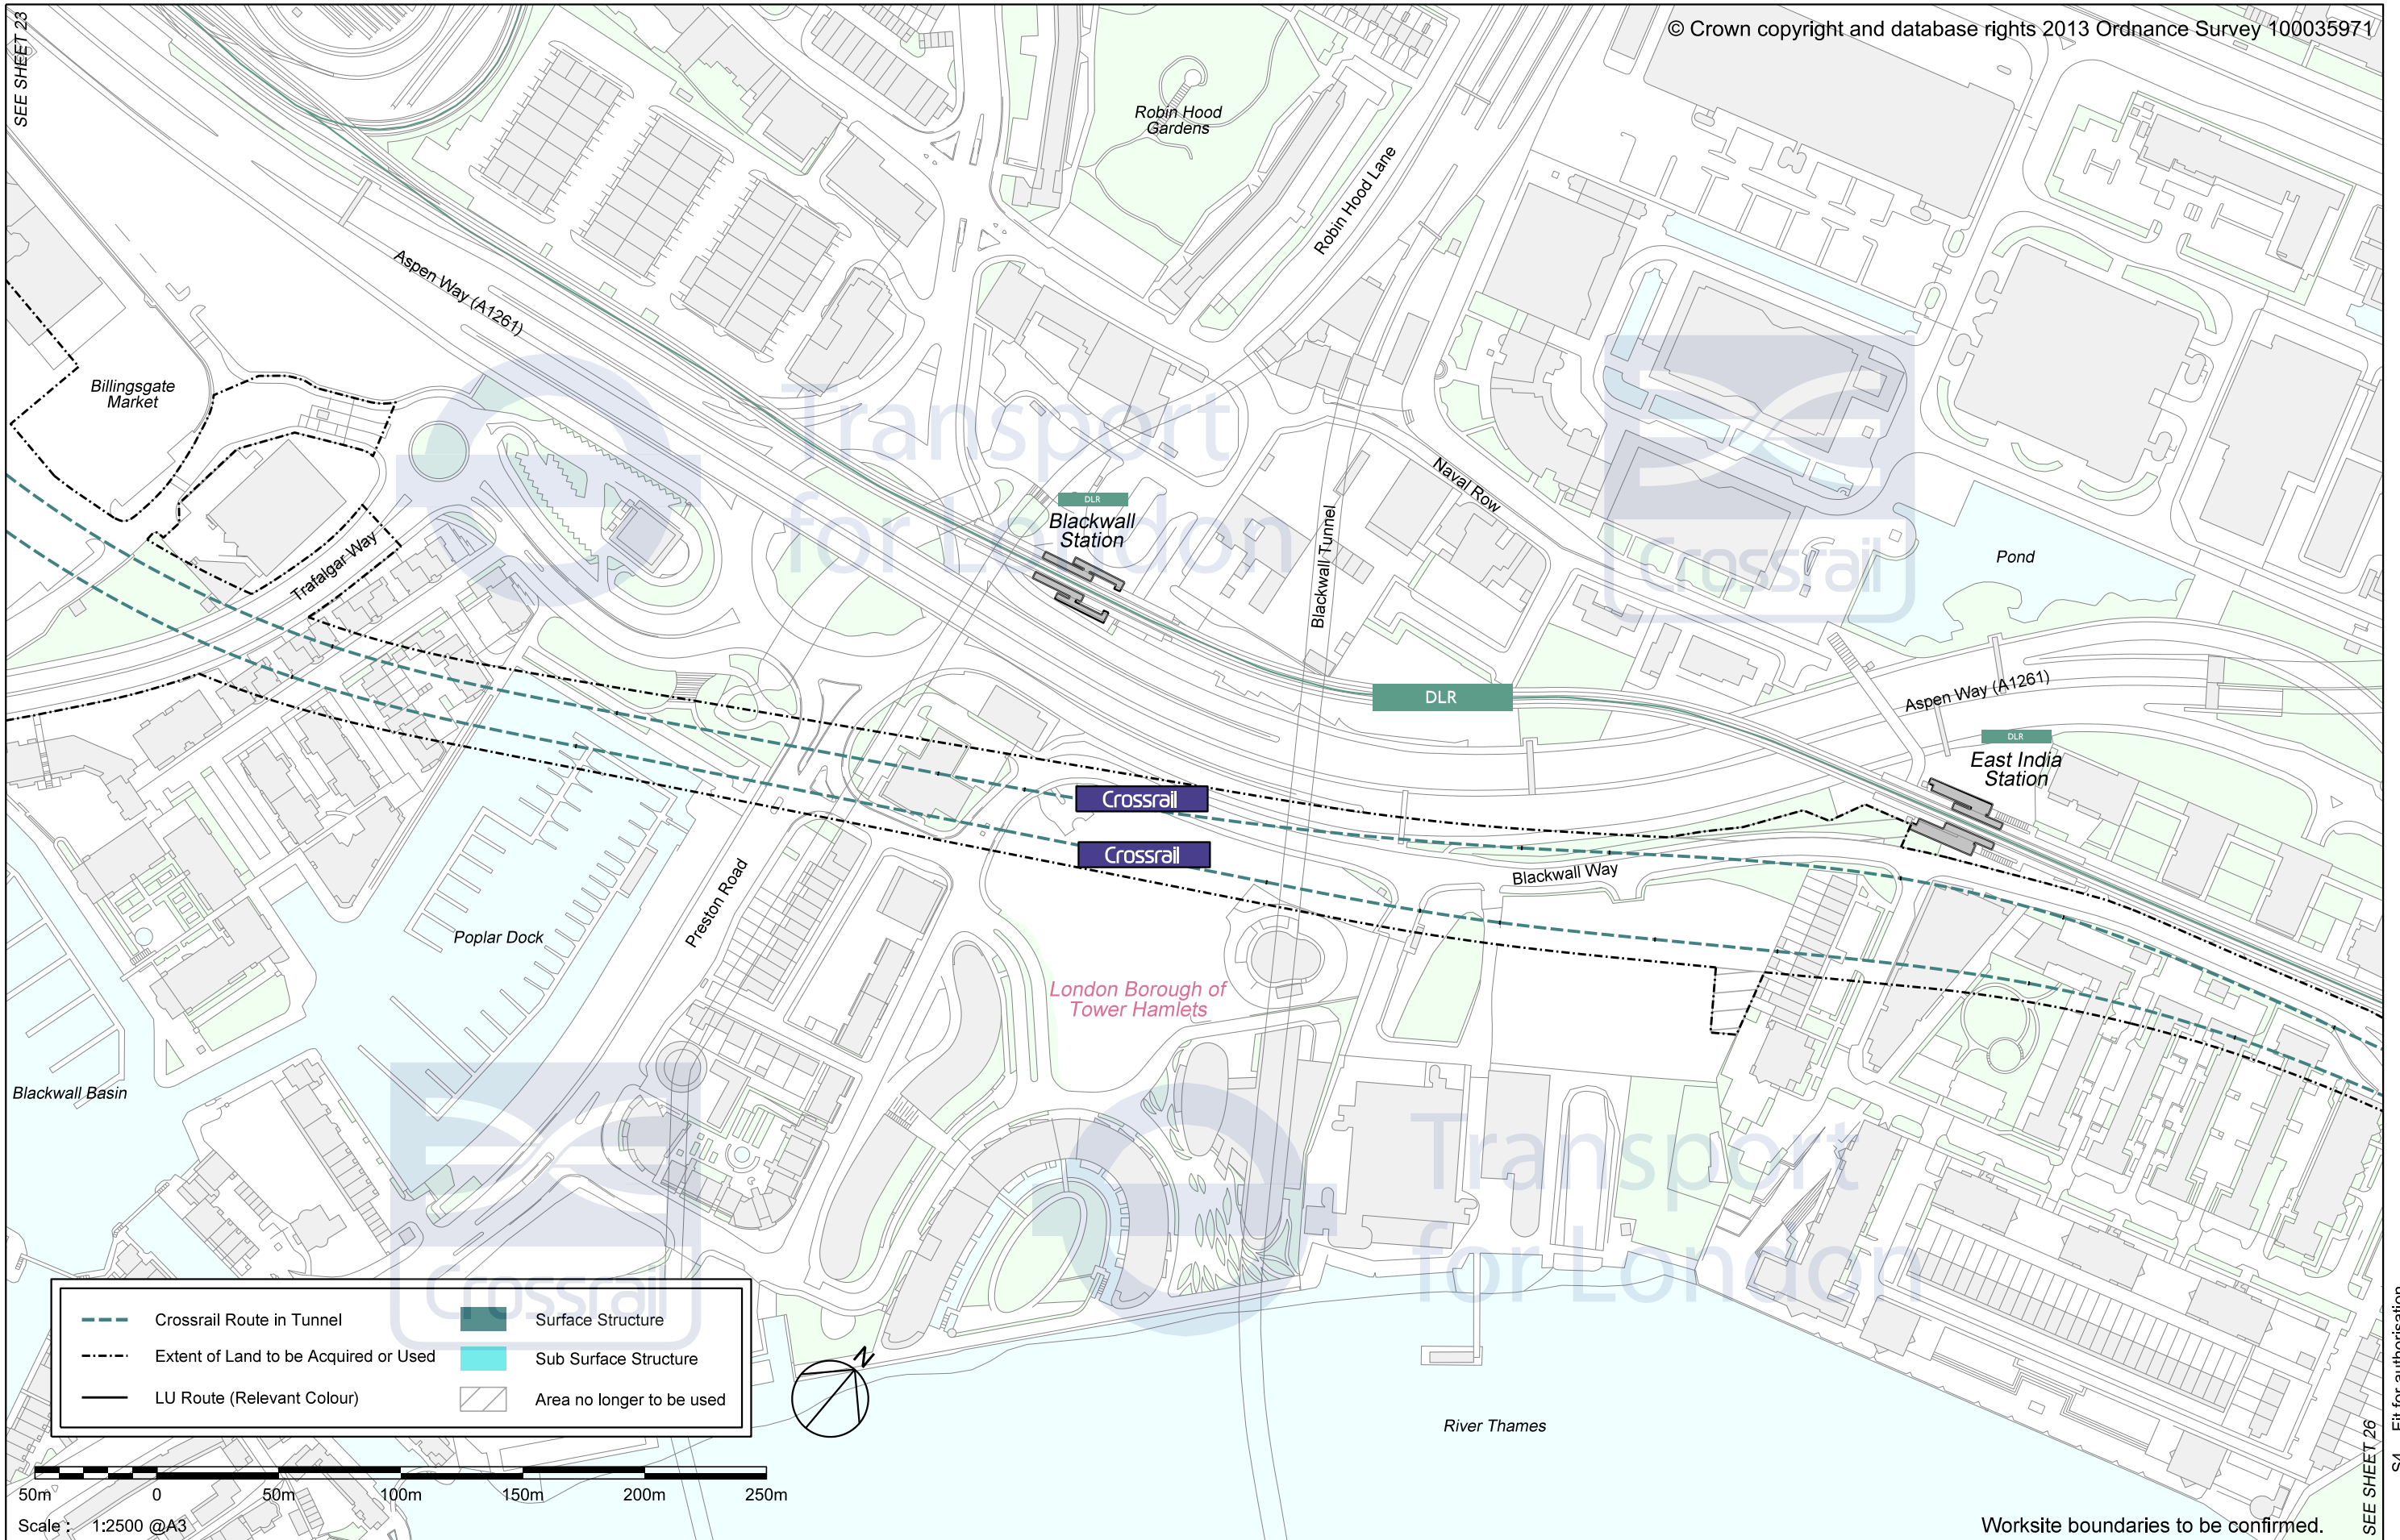 SEE SHEET 23
© Crown copyright and database rights 2013 Ordnance Survey 100035971
Robin Hood
Gardens
Robin Hood Lane
Aspen Way (A1261)
Billingsgate
Market
Transport
for London
Crossrail
Naval Row
DLR
Blackwall
Station
Blackwall Tunnel
Pond
Trafalgar Way
DLR
Aspen Way (A1261)
DLR
East India
Station
Crossrail
Crossrail
Blackwall Way
Preston Road
Poplar Dock
London Borough of
Tower Hamlets
Blackwall Basin
Transport
for London
Crossrail
Crossrail Route in Tunnel
Surface Structure
Extent of Land to be Acquired or Used
Sub Surface Structure
LU Route (Relevant Colour)
Area no longer to be used
N
River Thames
50m 0 50m 100m 150m 200m 250m
Scale : 1:2500 @A3
Worksite boundaries to be confirmed.
SEE SHEET 26
S4 Fit for authorisation